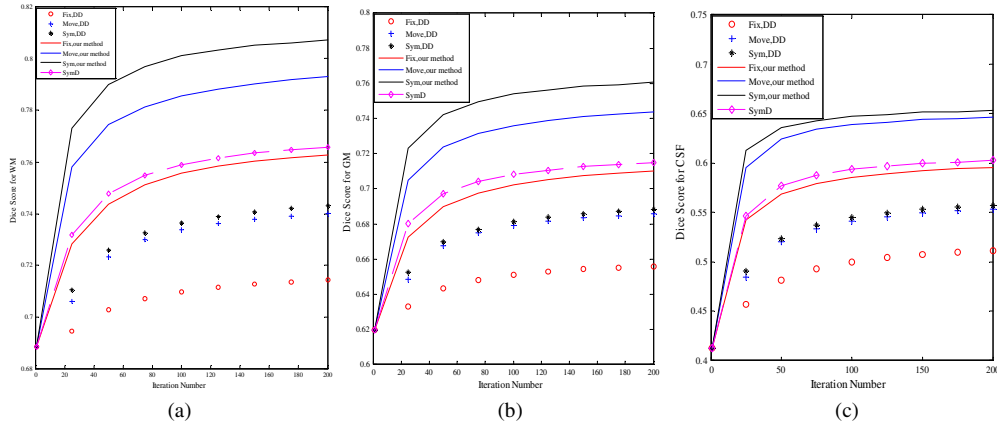 Dice Score for WM
0.82
0.8
0.78
0.76
0.74
0.72
0.7
0.68
0
20
40
60
80
100
120
140
160
180
200
Iteration Number
Fix,DD
Move,DD
Sym,DD
Fix,our method
Move,our method
Sym,our method
SymD
(a)
Dice Score for GM
0.8
0.78
0.76
0.74
0.72
0.7
0.68
0.66
0.64
0.62
0.6
0
20
40
60
80
100
120
140
160
180
200
Iteration Number
Fix,DD
Move,DD
Sym,DD
Fix,our method
Move,our method
Sym,our method
SymD
(b)
Dice Score for CSF
0.8
0.75
0.7
0.65
0.6
0.55
0.5
0.45
0.4
0
50
100
150
200
Iteration Number
Fix,DD
Move,DD
Sym,DD
Fix,our method
Move,our method
Sym,our method
SymD
(c)